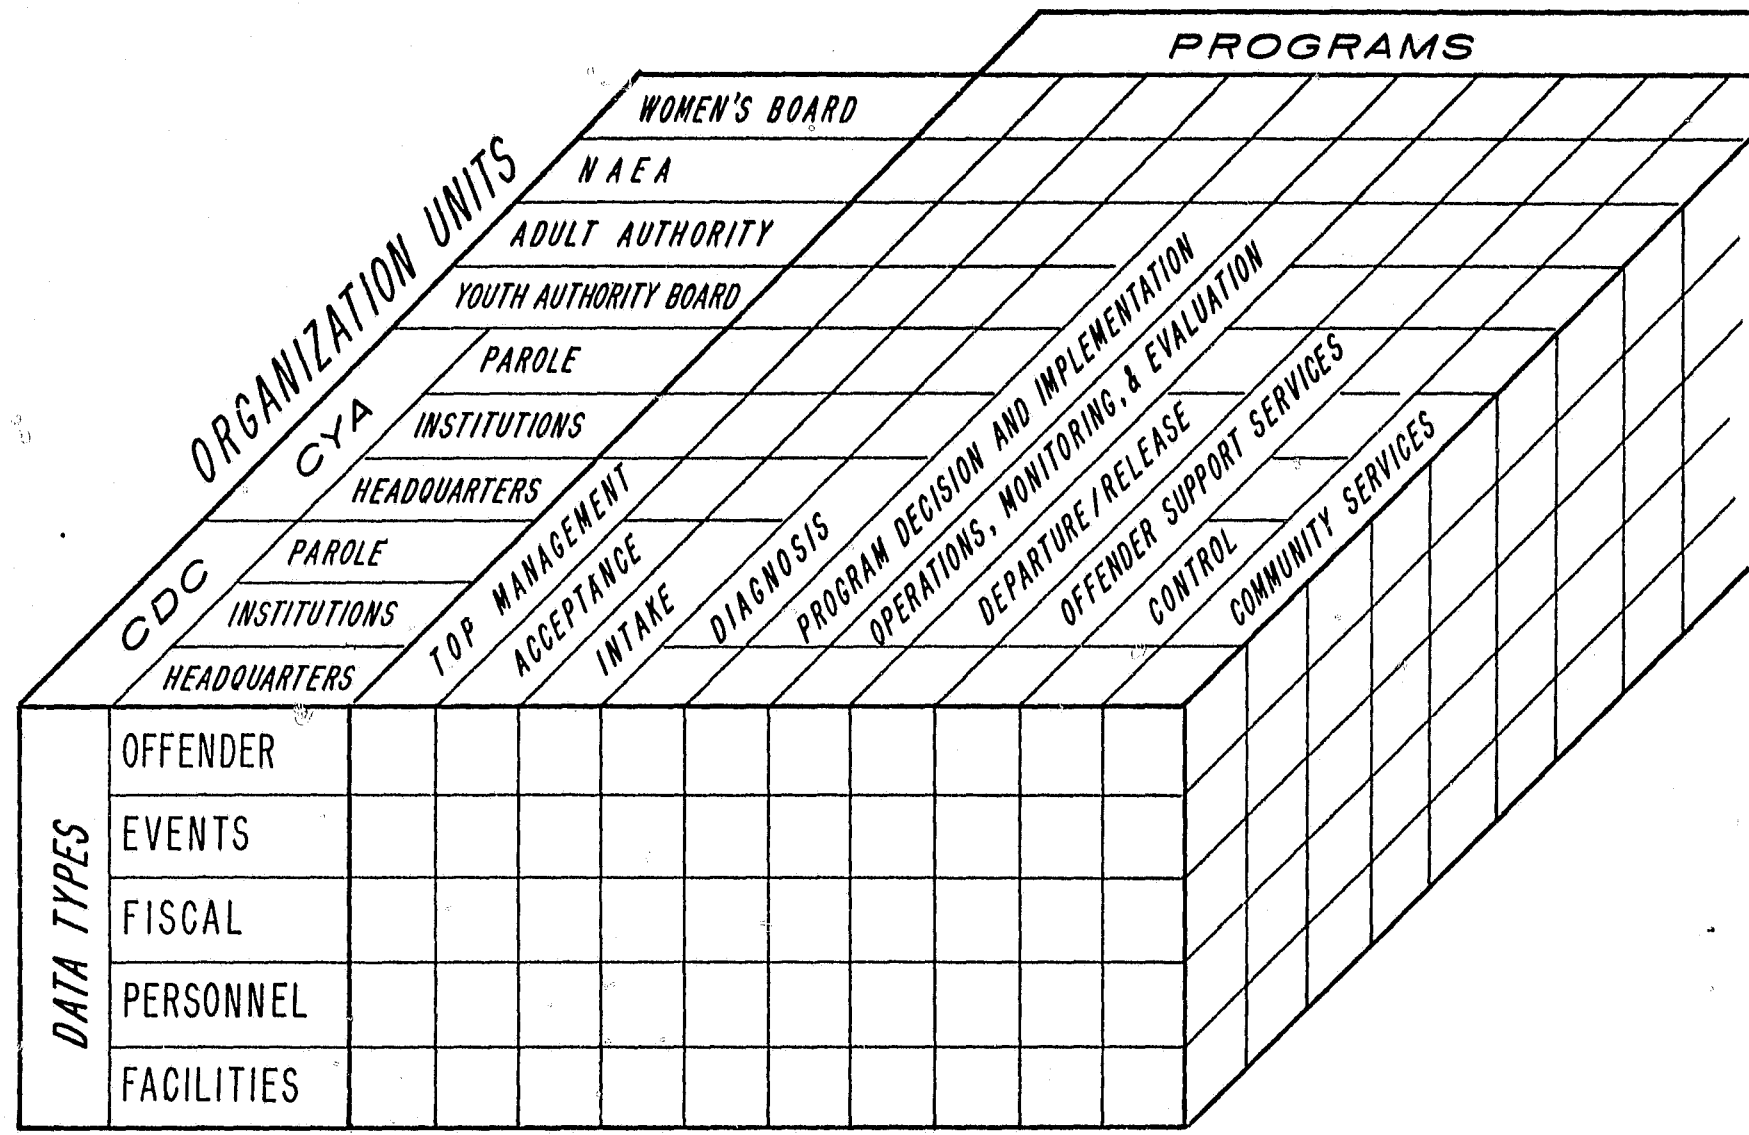 PROGRAMS
ORGANIZATION UNITS
WOMEN'S BOARD
NAEA
ADULT AUTHORITY
YOUTH AUTHORITY BOARD
CYA
PAROLE
INSTITUTIONS
HEADQUARTERS
CDC
PAROLE
INSTITUTIONS
HEADQUARTERS
TOP MANAGEMENT
ACCEPTANCE
INTAKE
DIAGNOSIS
PROGRAM DECISION AND IMPLEMENTATION
OPERATIONS, MONITORING, & EVALUATION
DEPARTURE/RELEASE
OFFENDER SUPPORT SERVICES
CONTROL
COMMUNITY SERVICES
DATA TYPES
OFFENDER
EVENTS
FISCAL
PERSONNEL
FACILITIES